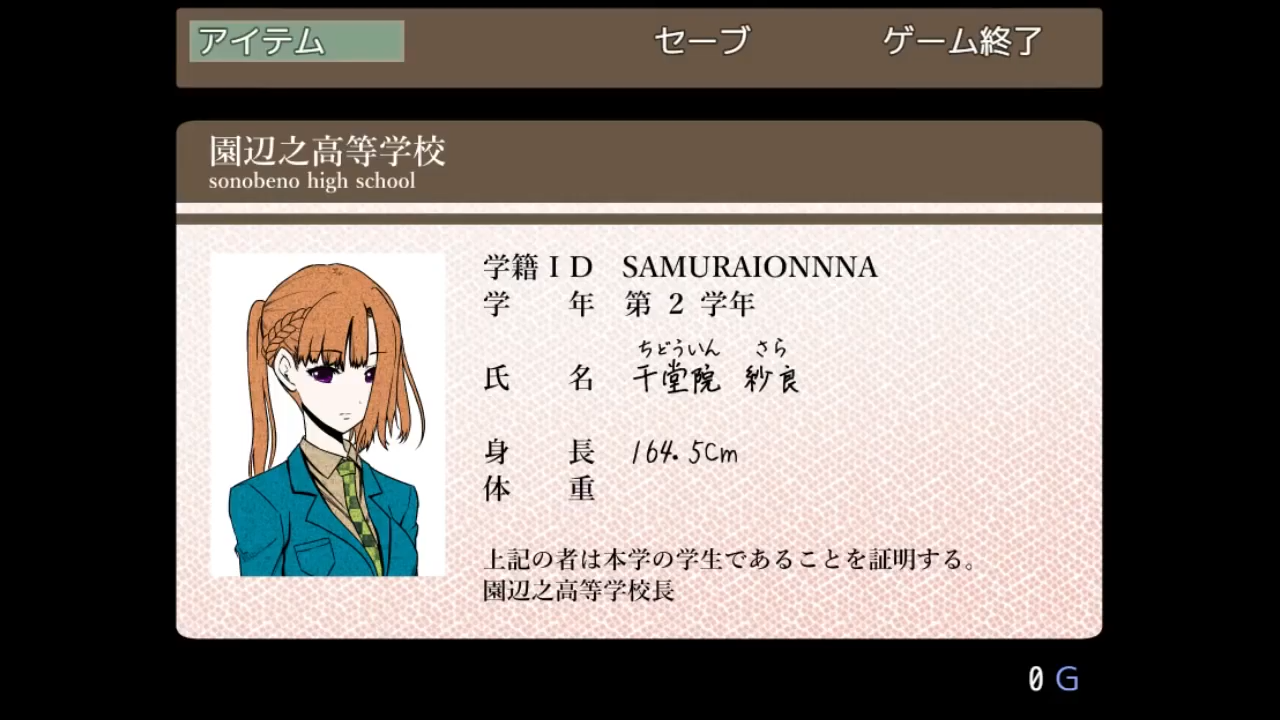 アイテム セーブ ゲーム終了
園辺之高等学校
sonobeno high school
学籍ID SAMURAIONNNA
学年 第 2 学年
ちどういん さら
氏名 千堂院 紗良
身長 164.5Cm
体重
上記の者は本学の学生であることを証明する。
園辺之高等学校長
0 G